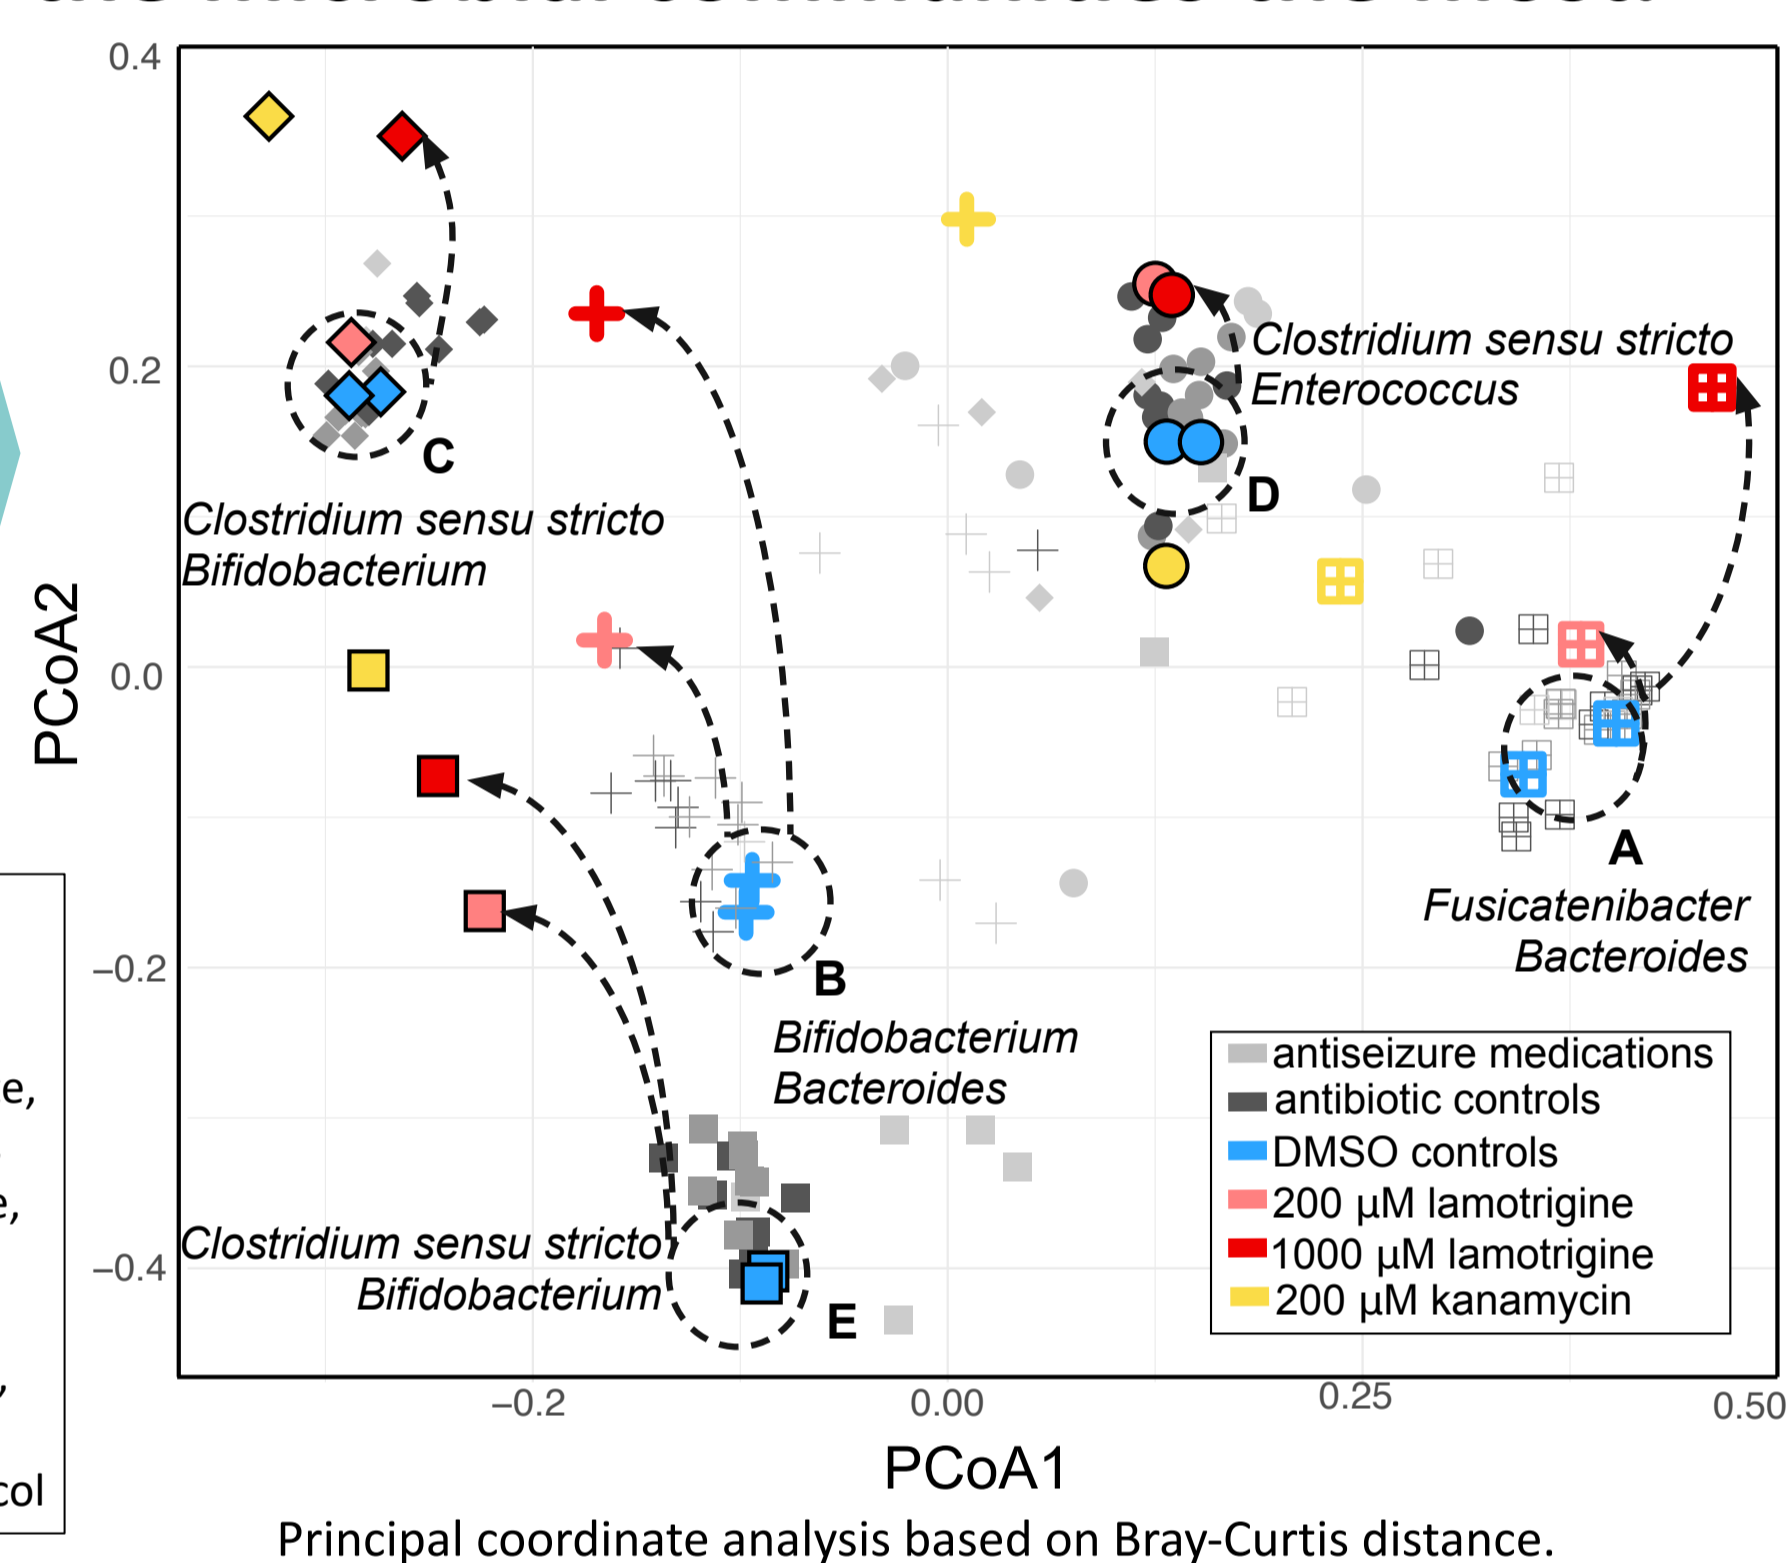 0.4
0.2
0.0
−0.2
−0.4
PCoA2
C
Clostridium sensu stricto
Bifidobacterium
Clostridium sensu stricto
Enterococcus
D
A
Fusicatenibacter
Bacteroides
B
Bifidobacterium
Bacteroides
Clostridium sensu stricto
Bifidobacterium
E
antiseizure medications
antibiotic controls
DMSO controls
200 µM lamotrigine
1000 µM lamotrigine
200 µM kanamycin
−0.2
0.00
0.25
0.50
PCoA1
Principal coordinate analysis based on Bray-Curtis distance.